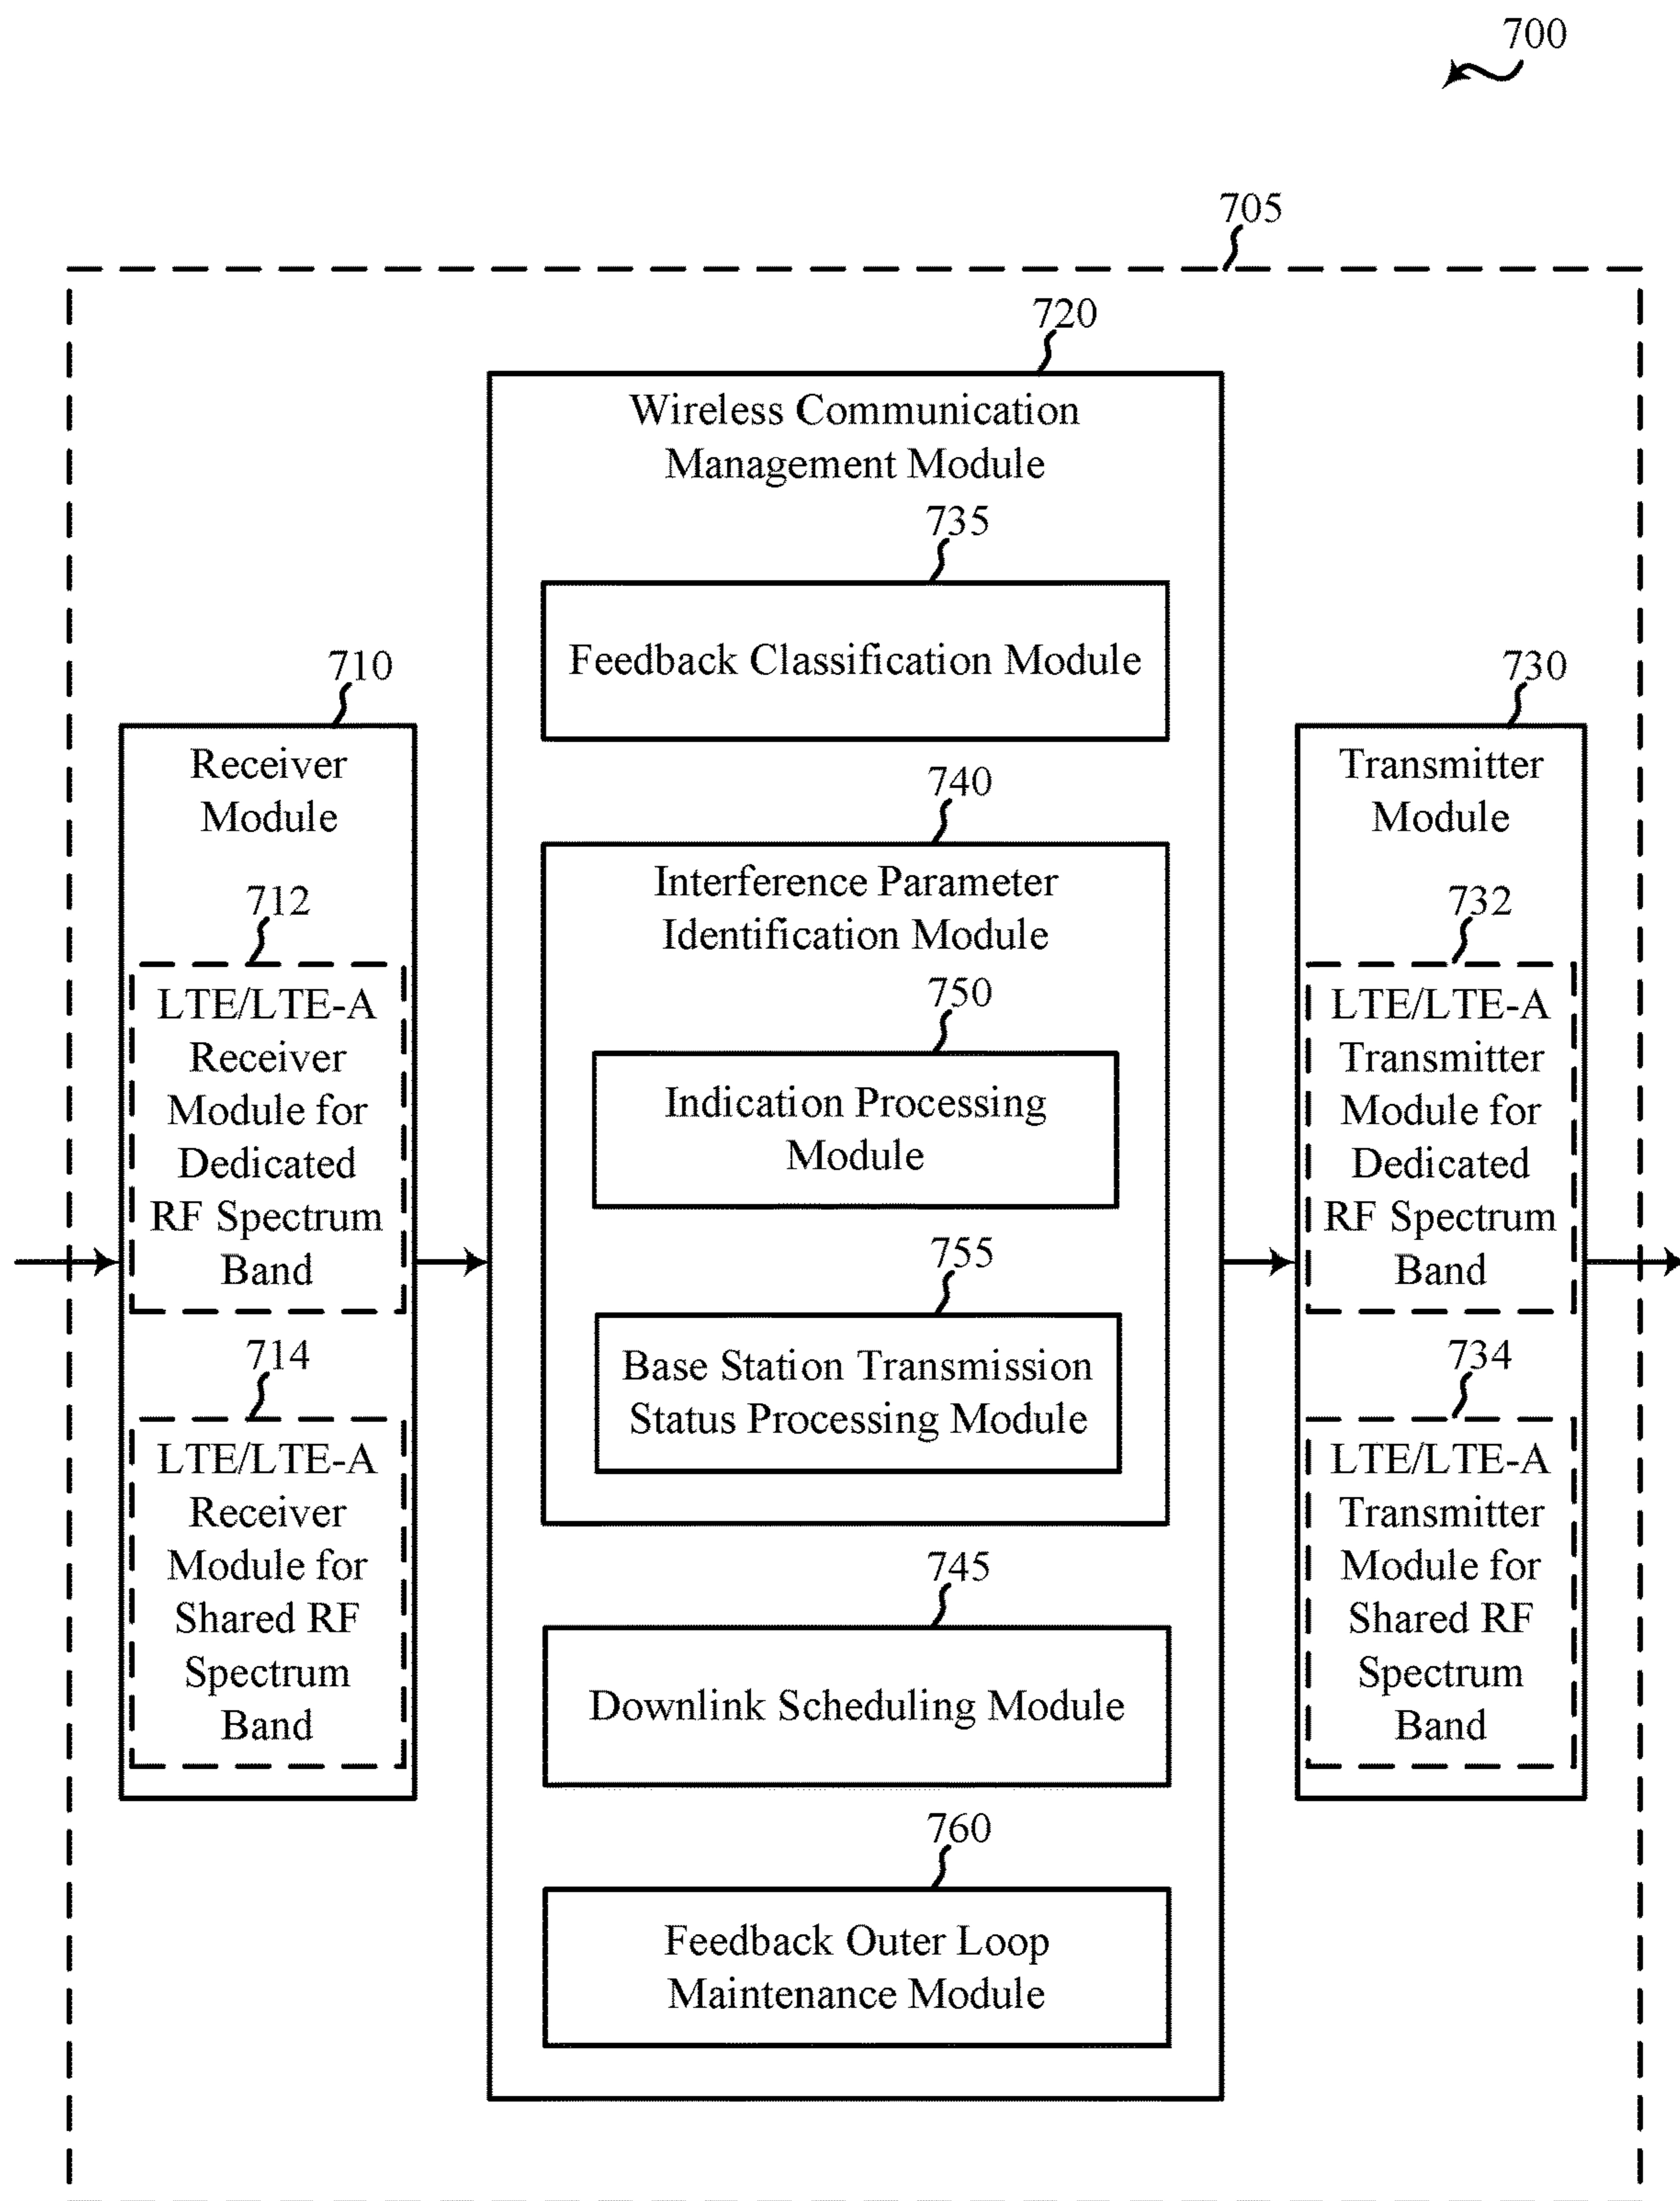 700
705
720
Wireless Communication
Management Module
735
Feedback Classification Module
710
Receiver
Module
712
LTE/LTE-A
Receiver
Module for
Dedicated
RF Spectrum
Band
714
LTE/LTE-A
Receiver
Module for
Shared RF
Spectrum
Band
740
Interference Parameter
Identification Module
750
Indication Processing
Module
755
Base Station Transmission
Status Processing Module
745
Downlink Scheduling Module
760
Feedback Outer Loop
Maintenance Module
730
Transmitter
Module
732
LTE/LTE-A
Transmitter
Module for
Dedicated
RF Spectrum
Band
734
LTE/LTE-A
Transmitter
Module for
Shared RF
Spectrum
Band